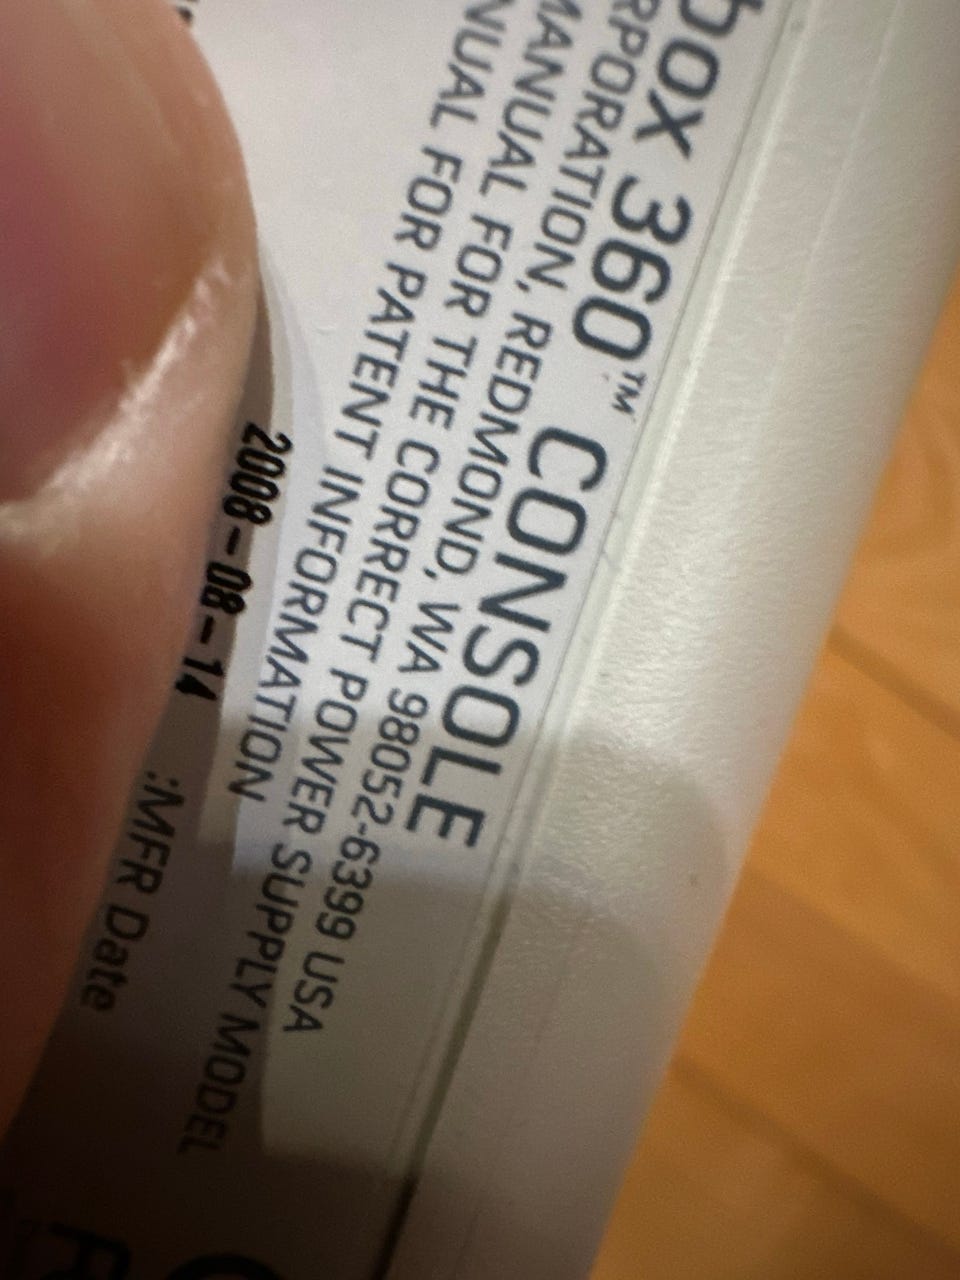 box 360™ CONSOLE
RPORATION, REDMOND, WA 98052-6399 USA
MANUAL FOR THE CORRECT POWER SUPPLY MODEL
NUAL FOR PATENT INFORMATION
2008-08-14 :MFR Date